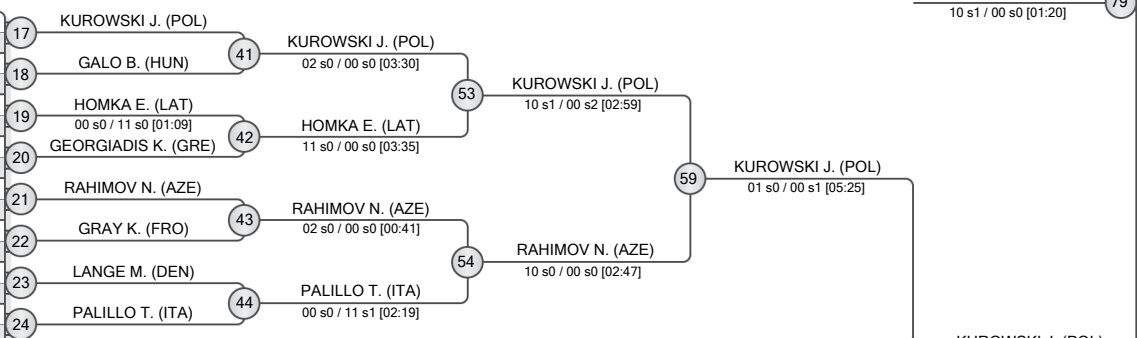 79
10 s1 / 00 s0 [01:20]
17
KUROWSKI J. (POL)
41
KUROWSKI J. (POL)
02 s0 / 00 s0 [03:30]
18
GALO B. (HUN)
53
KUROWSKI J. (POL)
10 s1 / 00 s2 [02:59]
19
HOMKA E. (LAT)
00 s0 / 11 s0 [01:09]
42
HOMKA E. (LAT)
11 s0 / 00 s0 [03:35]
20
GEORGIADIS K. (GRE)
59
KUROWSKI J. (POL)
01 s0 / 00 s1 [05:25]
21
RAHIMOV N. (AZE)
43
RAHIMOV N. (AZE)
02 s0 / 00 s0 [00:41]
22
GRAY K. (FRO)
54
RAHIMOV N. (AZE)
10 s0 / 00 s0 [02:47]
23
LANGE M. (DEN)
44
PALILLO T. (ITA)
00 s0 / 11 s1 [02:19]
24
PALILLO T. (ITA)
KUROWSKI J. (POL)